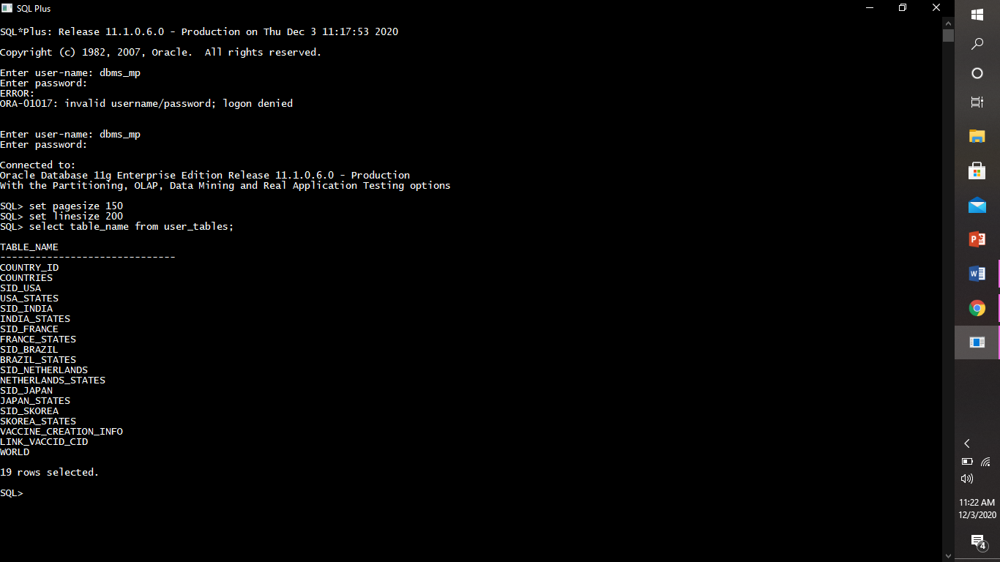 SQL Plus
SQL*Plus: Release 11.1.0.6.0 - Production on Thu Dec 3 11:17:53 2020
Copyright (c) 1982, 2007, Oracle.  All rights reserved.
Enter user-name: dbms_mp
Enter password:
ERROR:
ORA-01017: invalid username/password; logon denied
Enter user-name: dbms_mp
Enter password:
Connected to:
Oracle Database 11g Enterprise Edition Release 11.1.0.6.0 - Production
With the Partitioning, OLAP, Data Mining and Real Application Testing options
SQL> set pagesize 150
SQL> set linesize 200
SQL> select table_name from user_tables;
TABLE_NAME
------------------------------
COUNTRY_ID
COUNTRIES
SID_USA
USA_STATES
SID_INDIA
INDIA_STATES
SID_FRANCE
FRANCE_STATES
SID_BRAZIL
BRAZIL_STATES
SID_NETHERLANDS
NETHERLANDS_STATES
SID_JAPAN
JAPAN_STATES
SID_SKOREA
SKOREA_STATES
VACCINE_CREATION_INFO
LINK_VACCID_CID
WORLD
19 rows selected.
SQL>
P
W
11:22 AM
12/3/2020
4